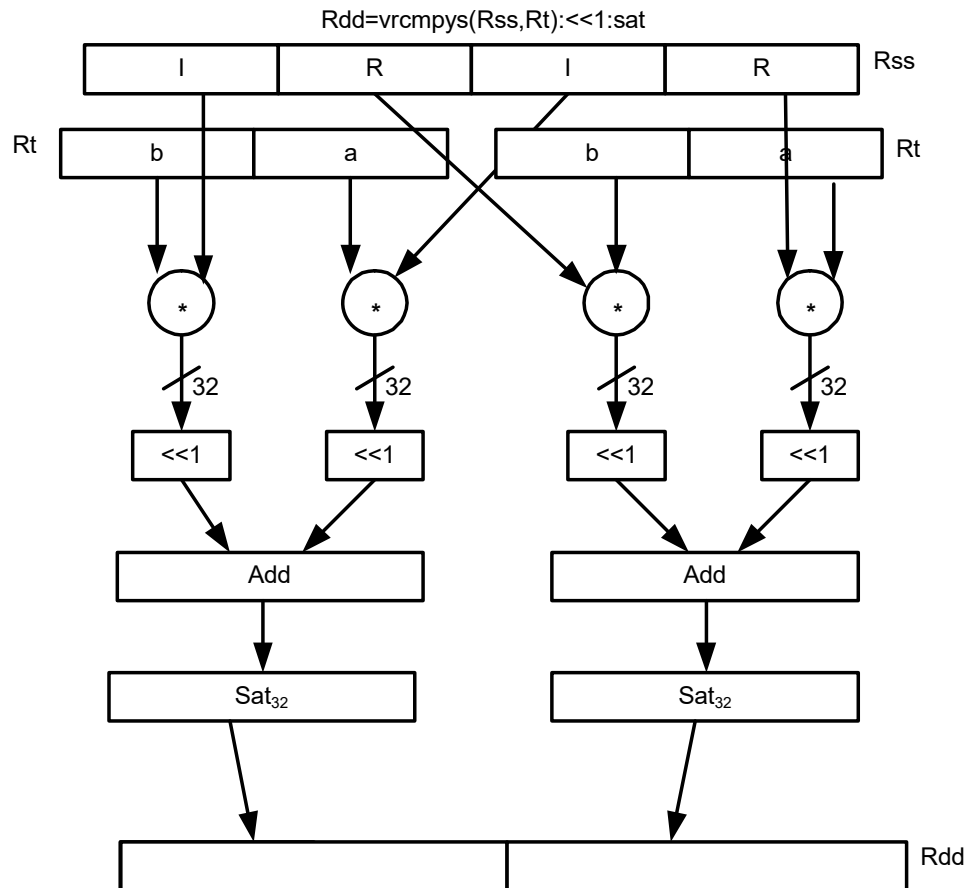 Rdd=vrcmpys(Rss,Rt):<<1:sat
I R I R Rss
Rt b a b a Rt
* * * *
32 32 32 32
<<1 <<1 <<1 <<1
Add Add
Sat32 Sat32
Rdd